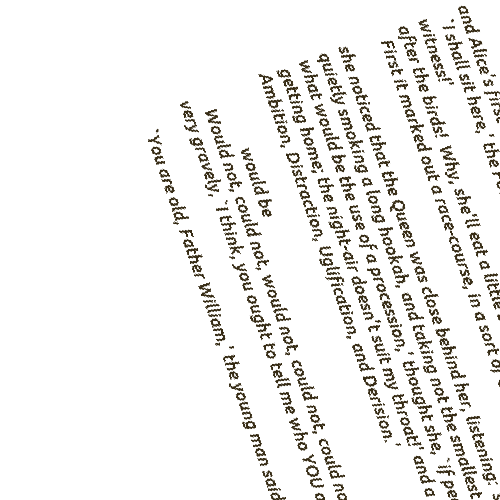 and Alice's first
`I shall sit here,' the
witness!'
after the birds! Why, she'll eat a little
First it marked out a race-course, in a sort of
she noticed that the Queen was close behind her, listening:
quietly smoking a long hookah, and taking not the smallest
what would be the use of a procession,' thought she, `if
getting home; the night-air doesn't suit my throat!' and a
Ambition, Distraction, Uglification, and Derision.'
would be
Would not, could not, would not, could not, could
very gravely, `I think, you ought to tell me who YOU
`You are old, Father William,' the young man said